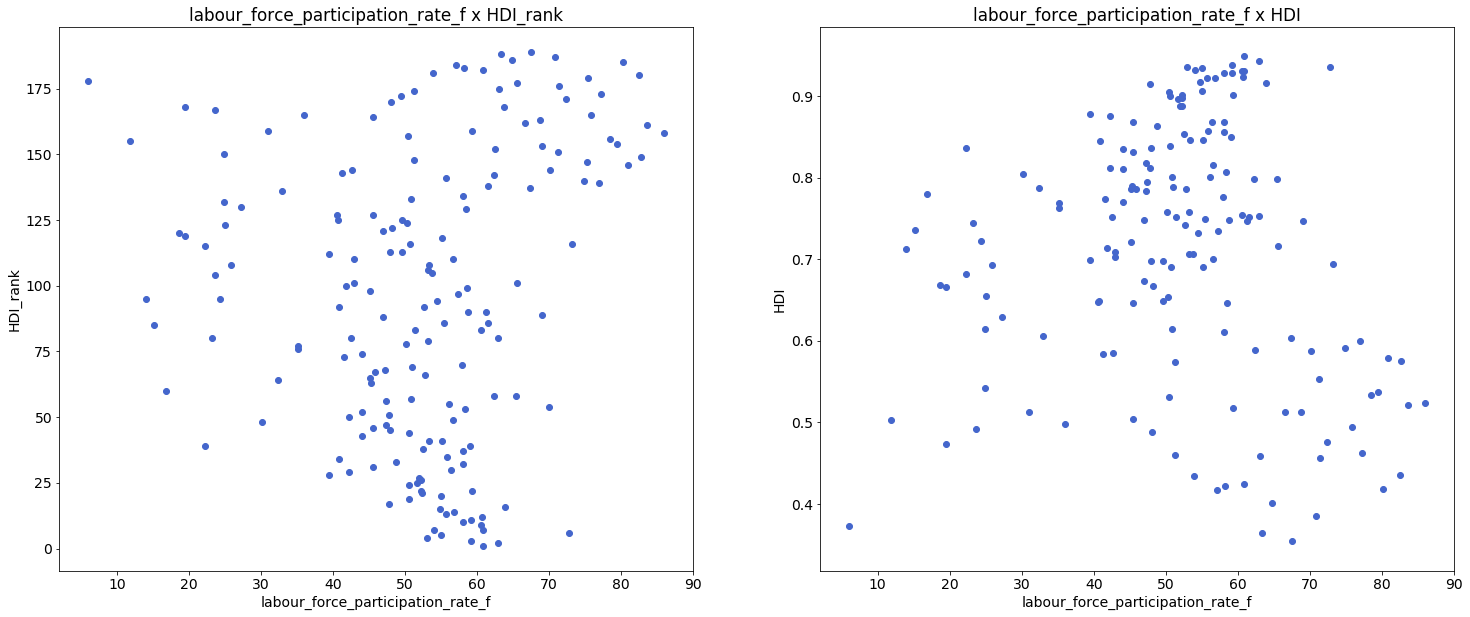 labour_force_participation_rate_f x HDI_rank
175
150
125
100
75
50
25
0
HDI_rank
10 20 30 40 50 60 70 80 90
labour_force_participation_rate_f
labour_force_participation_rate_f x HDI
0.9
0.8
0.7
0.6
0.5
0.4
HDI
10 20 30 40 50 60 70 80 90
labour_force_participation_rate_f